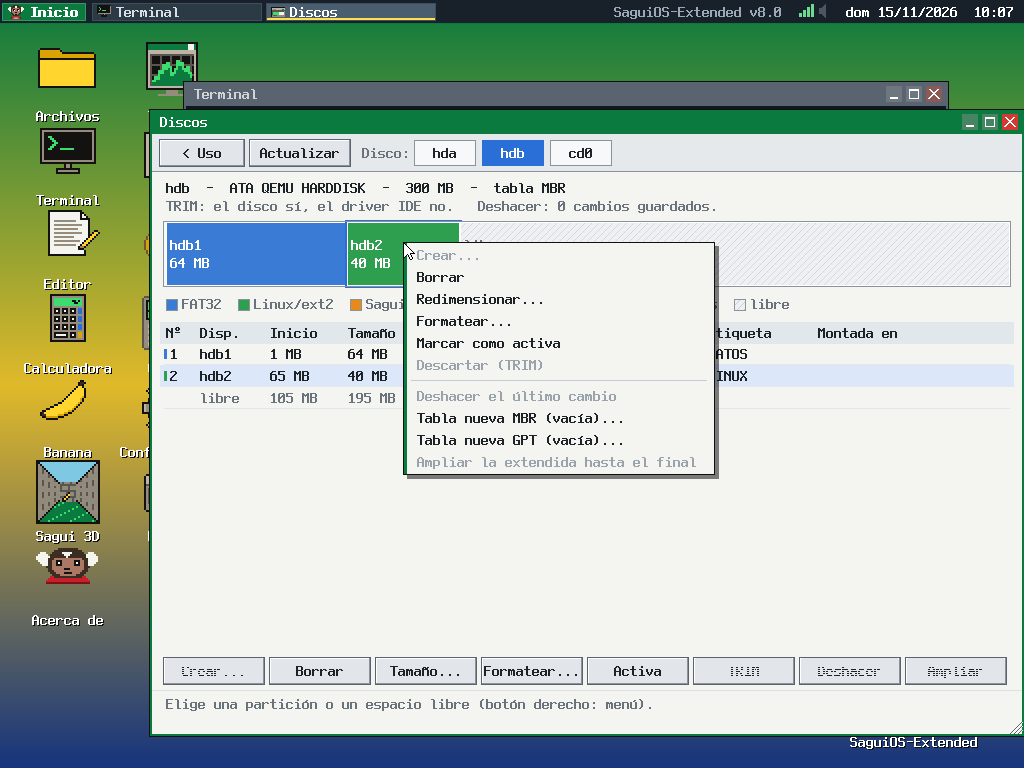 Inicio Terminal Discos SaguiOS-Extended v8.0 dom 15/11/2026 10:07
Archivos
Terminal
Editor
Calculadora
Banana
Sagui 3D
Acerca de
Terminal
Discos
< Uso Actualizar Disco: hda hdb cd0
hdb - ATA QEMU HARDDISK - 300 MB - tabla MBR
TRIM: el disco sí, el driver IDE no. Deshacer: 0 cambios guardados.
hdb1 hdb2
64 MB 40 MB
FAT32 Linux/ext2 libre
Nº Disp. Inicio Tamaño Montada en
1 hdb1 1 MB 64 MB
2 hdb2 65 MB 40 MB
libre 105 MB 195 MB
Crear...
Borrar
Redimensionar...
Formatear...
Marcar como activa
Descartar (TRIM)
Deshacer el último cambio
Tabla nueva MBR (vacía)...
Tabla nueva GPT (vacía)...
Ampliar la extendida hasta el final
Crear... Borrar Tamaño... Formatear... Activa TRIM Deshacer Ampliar
Elige una partición o un espacio libre (botón derecho: menú).
SaguiOS-Extended